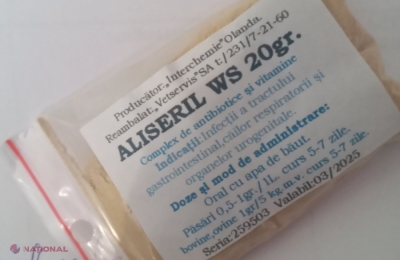 Producător:„Interchemie"Olanda.
Reambalat:„Vetservis"SA t:/231/7-21-60
ALISERIL WS 20gr.
Complex de antibiotice și vitamine
Indicații:Infecții a tractului
gastrointestinal,căilor respiratorii și
organelor urogenitale.
Doze și mod de administrare:
Oral cu apa de băut.
Păsări 0,5-1gr/1L. curs 5-7 zile.
bovine,ovine 1gr/5 kg m.v. curs 5-7 zile.
Seria:259503 Valabil:03/2025
NATIONAL